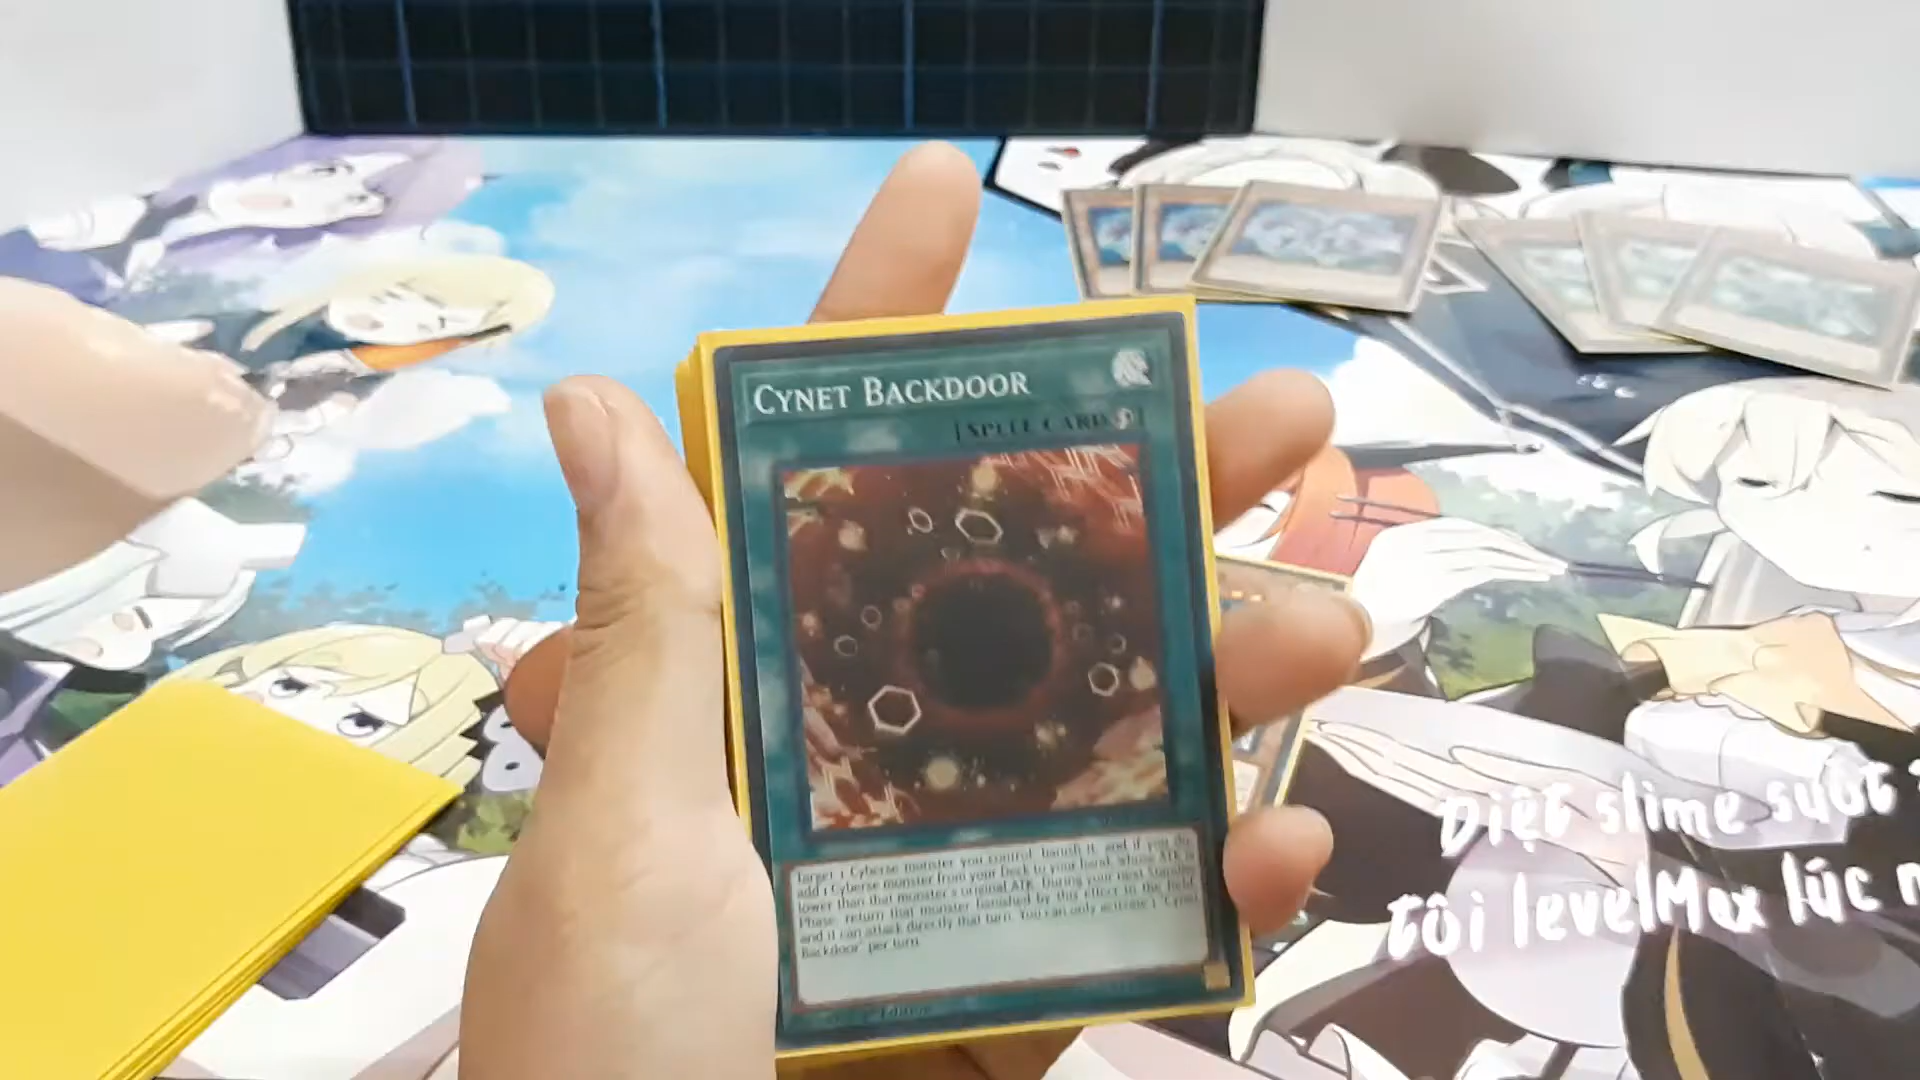 CYNET BACKDOOR
[SPELL CARD]
Target 1 Cyberse monster you control; banish it, and if you do,
add 1 Cyberse monster from your Deck to your hand, whose ATK is
lower than that monster's original ATK. During your next Standby
Phase, return that monster banished by this effect to the field,
and it can attack directly that turn. You can only activate 1 "Cynet
Backdoor" per turn.
Edition
Diệt slime suốt
tôi levelMax lúc